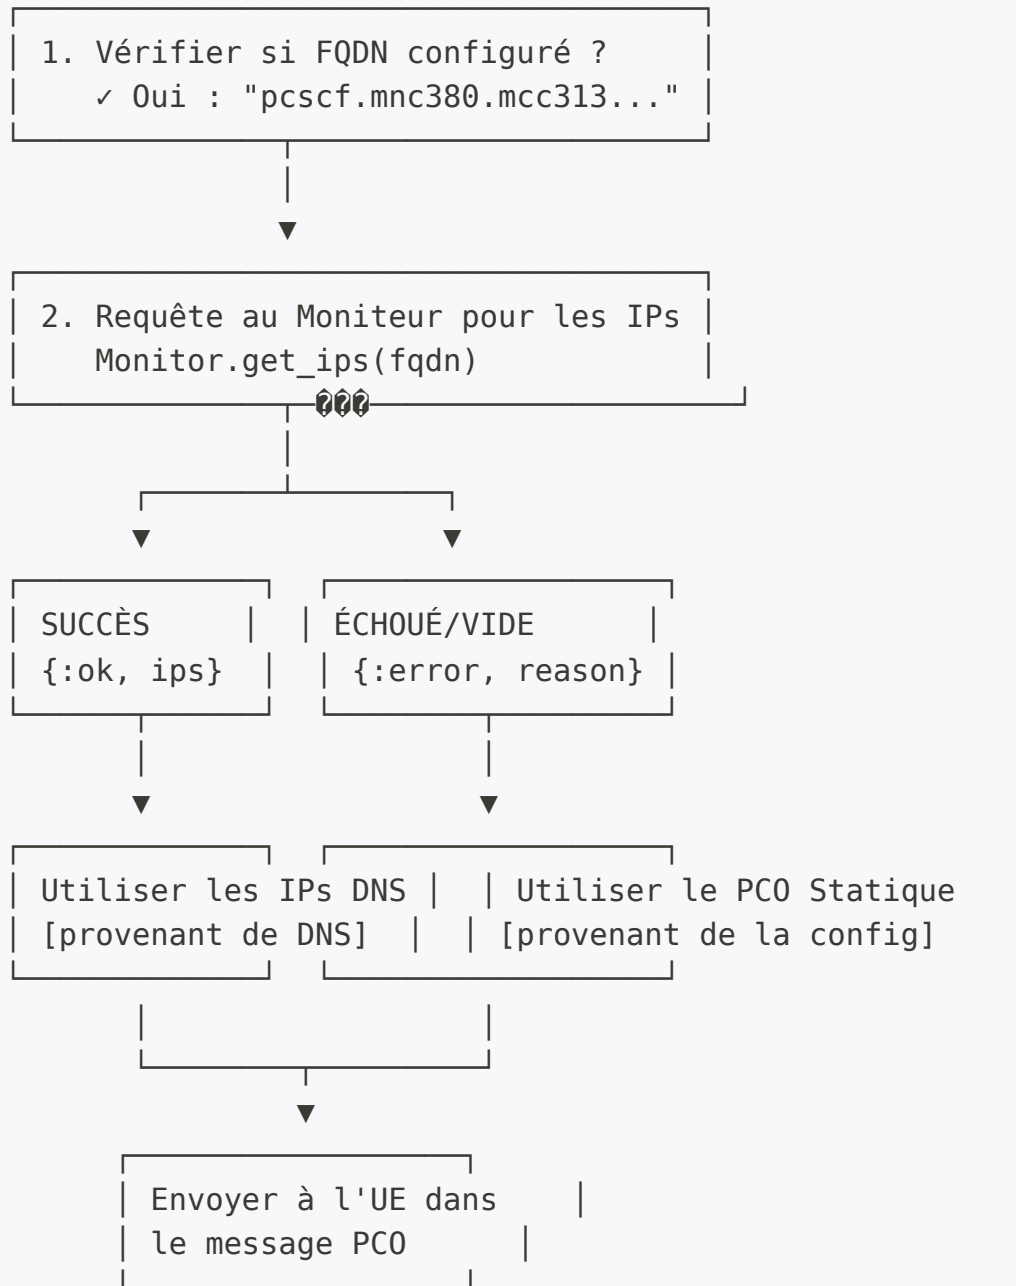 1. Vérifier si FQDN configuré ?
✓ Oui : "pcscf.mnc380.mcc313..."
2. Requête au Moniteur pour les IPs
Monitor.get_ips(fqdn)
���
SUCCÈS
{:ok, ips}
ÉCHOUÉ/VIDE
{:error, reason}
Utiliser les IPs DNS
[provenant de DNS]
Utiliser le PCO Statique
[provenant de la config]
Envoyer à l'UE dans
le message PCO